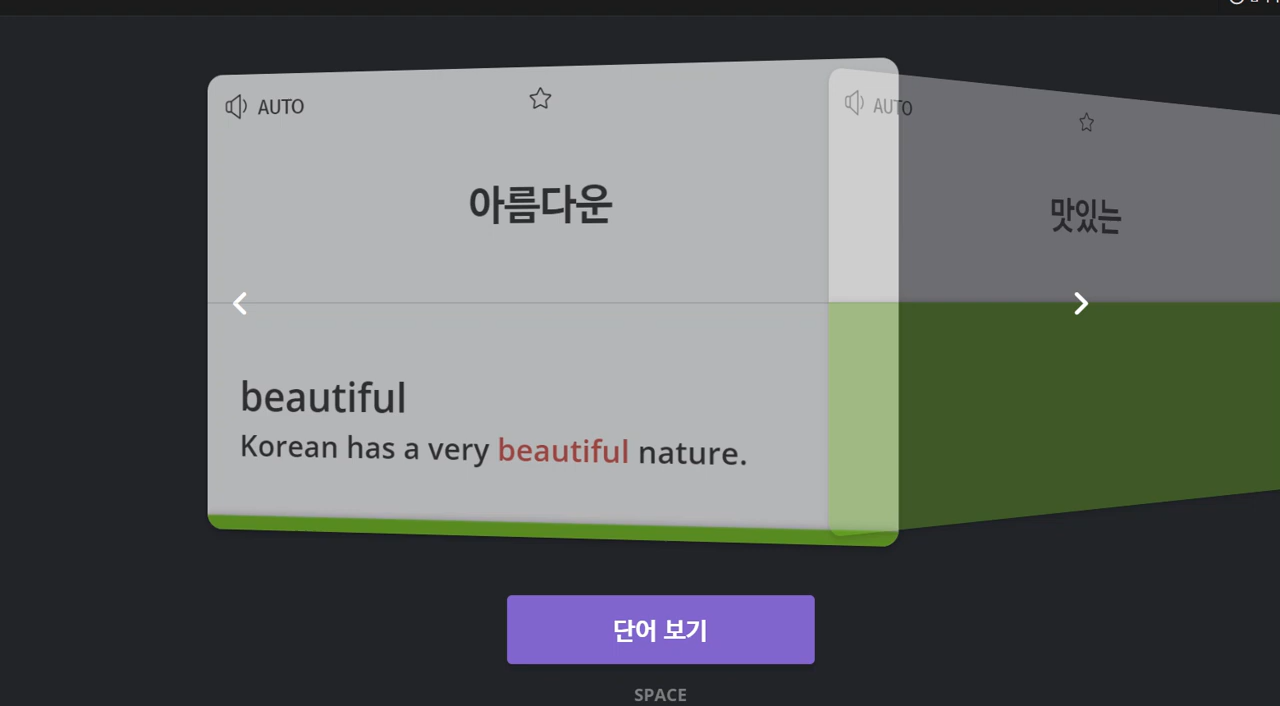 AUTO
아름다운
beautiful
Korean has a very beautiful nature.
AUTO
맛있는
단어 보기
SPACE